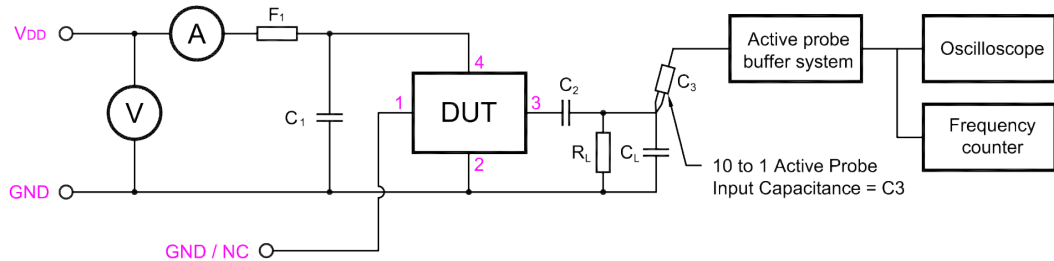 VDD
A
F1
V
C1
4
1
DUT
3
2
C2
RL
CL
C3
Active probe
buffer system
Oscilloscope
Frequency
counter
10 to 1 Active Probe
Input Capacitance = C3
GND
GND / NC